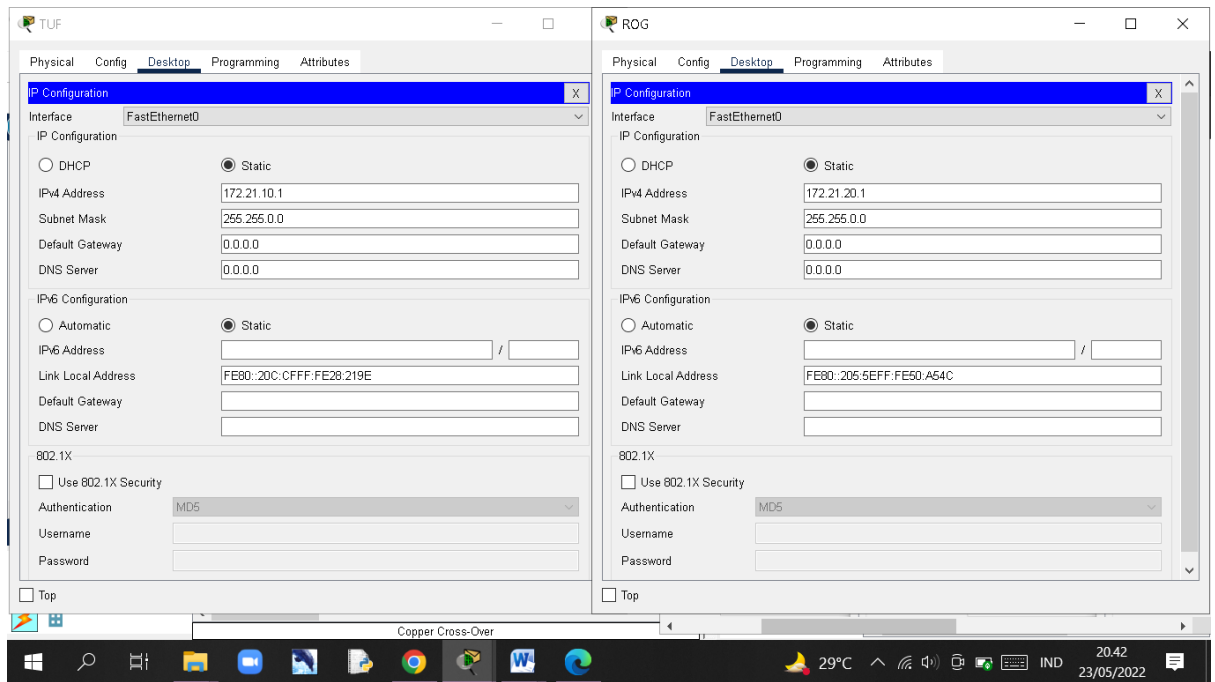 TUF
Physical Config Desktop Programming Attributes
IP Configuration X
Interface FastEthernet0
IP Configuration
DHCP Static
IPv4 Address 172.21.10.1
Subnet Mask 255.255.0.0
Default Gateway 0.0.0.0
DNS Server 0.0.0.0
IPv6 Configuration
Automatic Static
IPv6 Address /
Link Local Address FE80::20C:CFFF:FE28:219E
Default Gateway
DNS Server
802.1X
Use 802.1X Security
Authentication MD5
Username
Password
Top
ROG
Physical Config Desktop Programming Attributes
IP Configuration X
Interface FastEthernet0
IP Configuration
DHCP Static
IPv4 Address 172.21.20.1
Subnet Mask 255.255.0.0
Default Gateway 0.0.0.0
DNS Server 0.0.0.0
IPv6 Configuration
Automatic Static
IPv6 Address /
Link Local Address FE80::205:5EFF:FE50:A54C
Default Gateway
DNS Server
802.1X
Use 802.1X Security
Authentication MD5
Username
Password
Top
Copper Cross-Over
29°C IND 20.42
23/05/2022